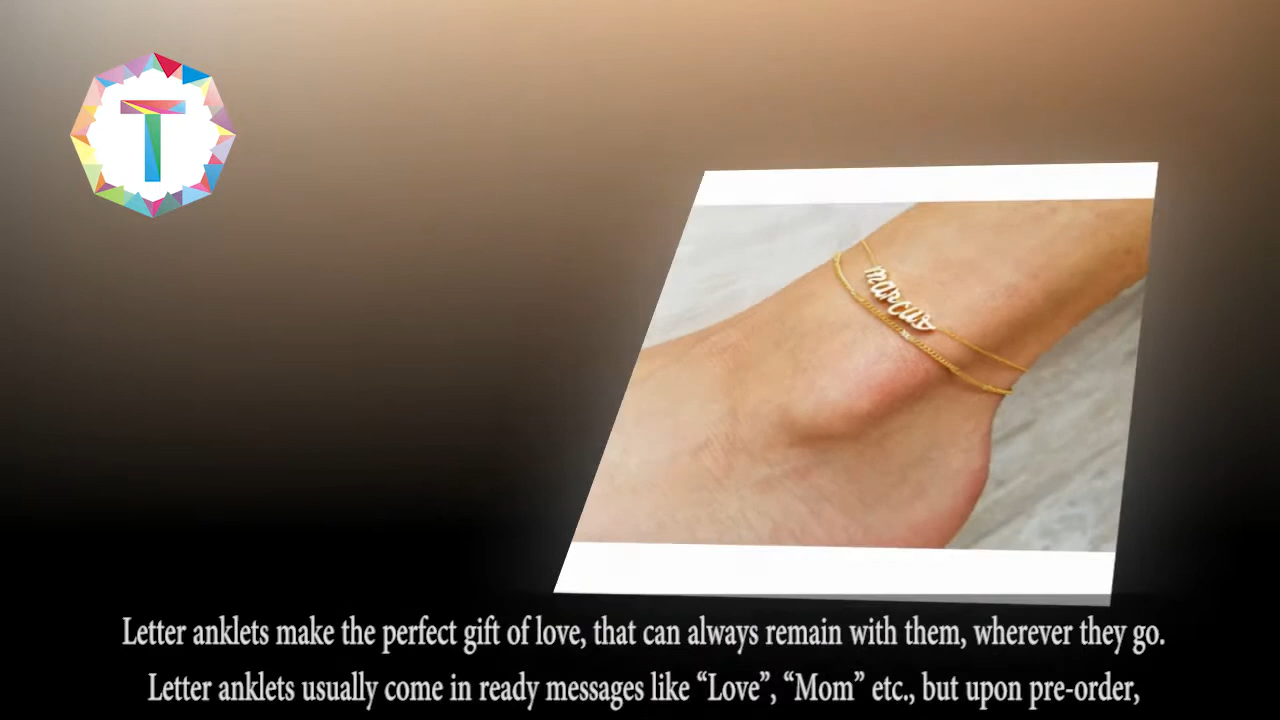 T
marcus
Letter anklets make the perfect gift of love, that can always remain with them, wherever they go.
Letter anklets usually come in ready messages like “Love”, “Mom” etc., but upon pre-order,